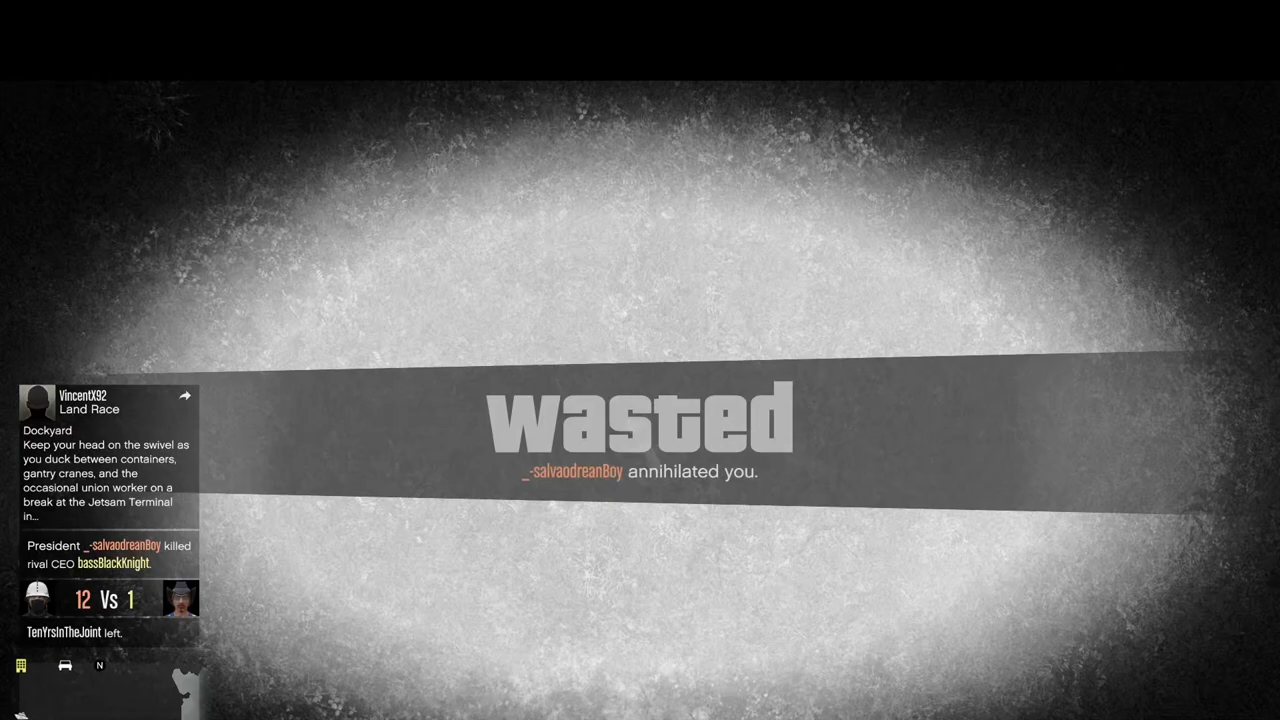 wasted
_-salvaodreanBoy annihilated you.
VincentX92
Land Race
Dockyard
Keep your head on the swivel as
you duck between containers,
gantry cranes, and the
occasional union worker on a
break at the Jetsam Terminal
in...
President _-salvaodreanBoy killed
rival CEO bassBlackKnight.
12 Vs 1
TenYrsInTheJoint left.
N